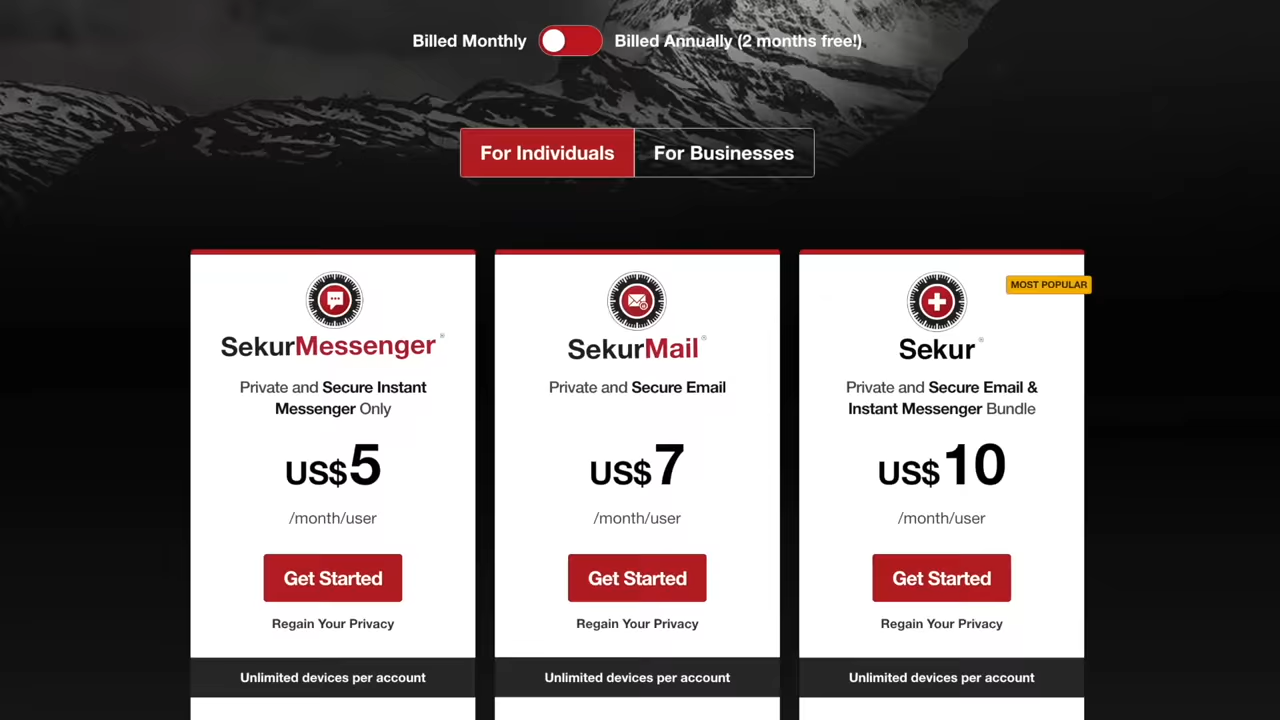 Billed Monthly
Billed Annually (2 months free!)
For Individuals
For Businesses
SekurMessenger®
Private and Secure Instant
Messenger Only
US$5
/month/user
Get Started
Regain Your Privacy
Unlimited devices per account
SekurMail®
Private and Secure Email
US$7
/month/user
Get Started
Regain Your Privacy
Unlimited devices per account
MOST POPULAR
Sekur®
Private and Secure Email &
Instant Messenger Bundle
US$10
/month/user
Get Started
Regain Your Privacy
Unlimited devices per account